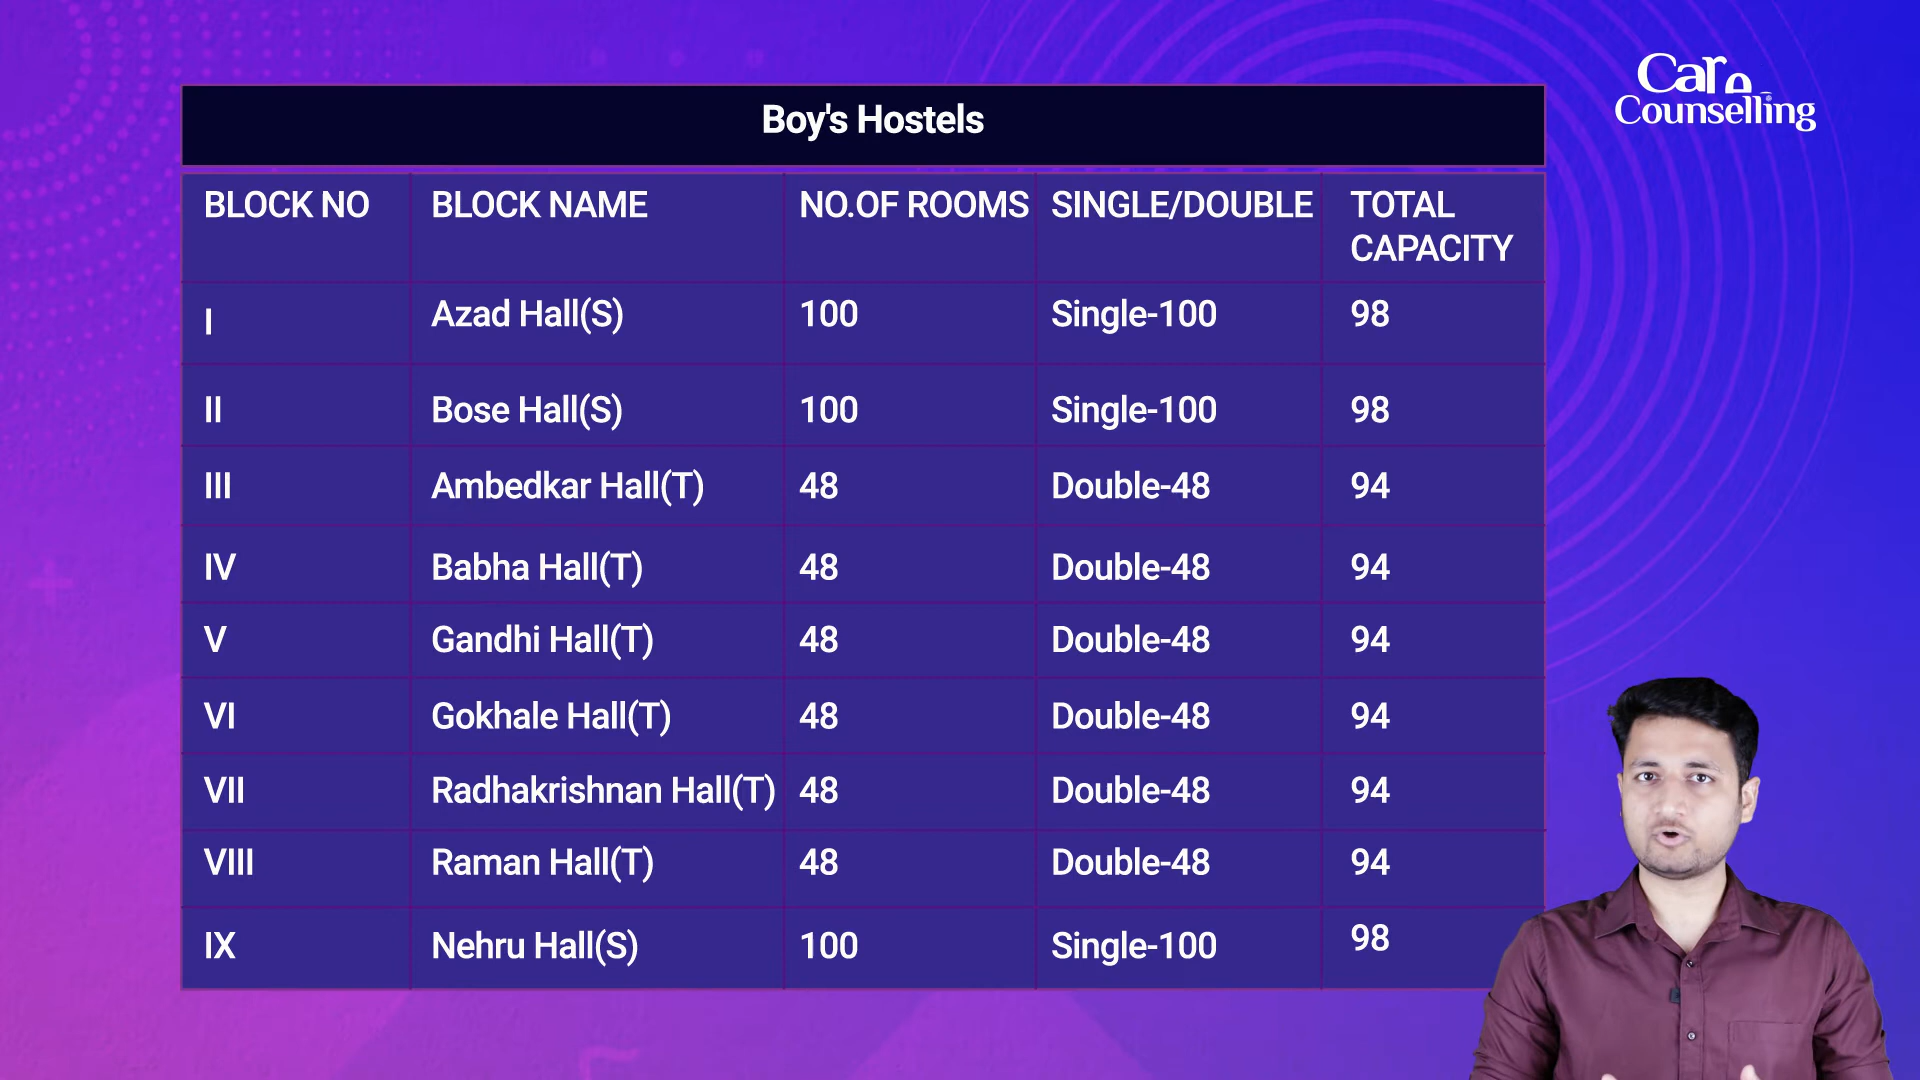 Care
Counselling
Boy's Hostels
BLOCK NO BLOCK NAME NO.OF ROOMS SINGLE/DOUBLE TOTAL CAPACITY
I Azad Hall(S) 100 Single-100 98
II Bose Hall(S) 100 Single-100 98
III Ambedkar Hall(T) 48 Double-48 94
IV Babha Hall(T) 48 Double-48 94
V Gandhi Hall(T) 48 Double-48 94
VI Gokhale Hall(T) 48 Double-48 94
VII Radhakrishnan Hall(T) 48 Double-48 94
VIII Raman Hall(T) 48 Double-48 94
IX Nehru Hall(S) 100 Single-100 98